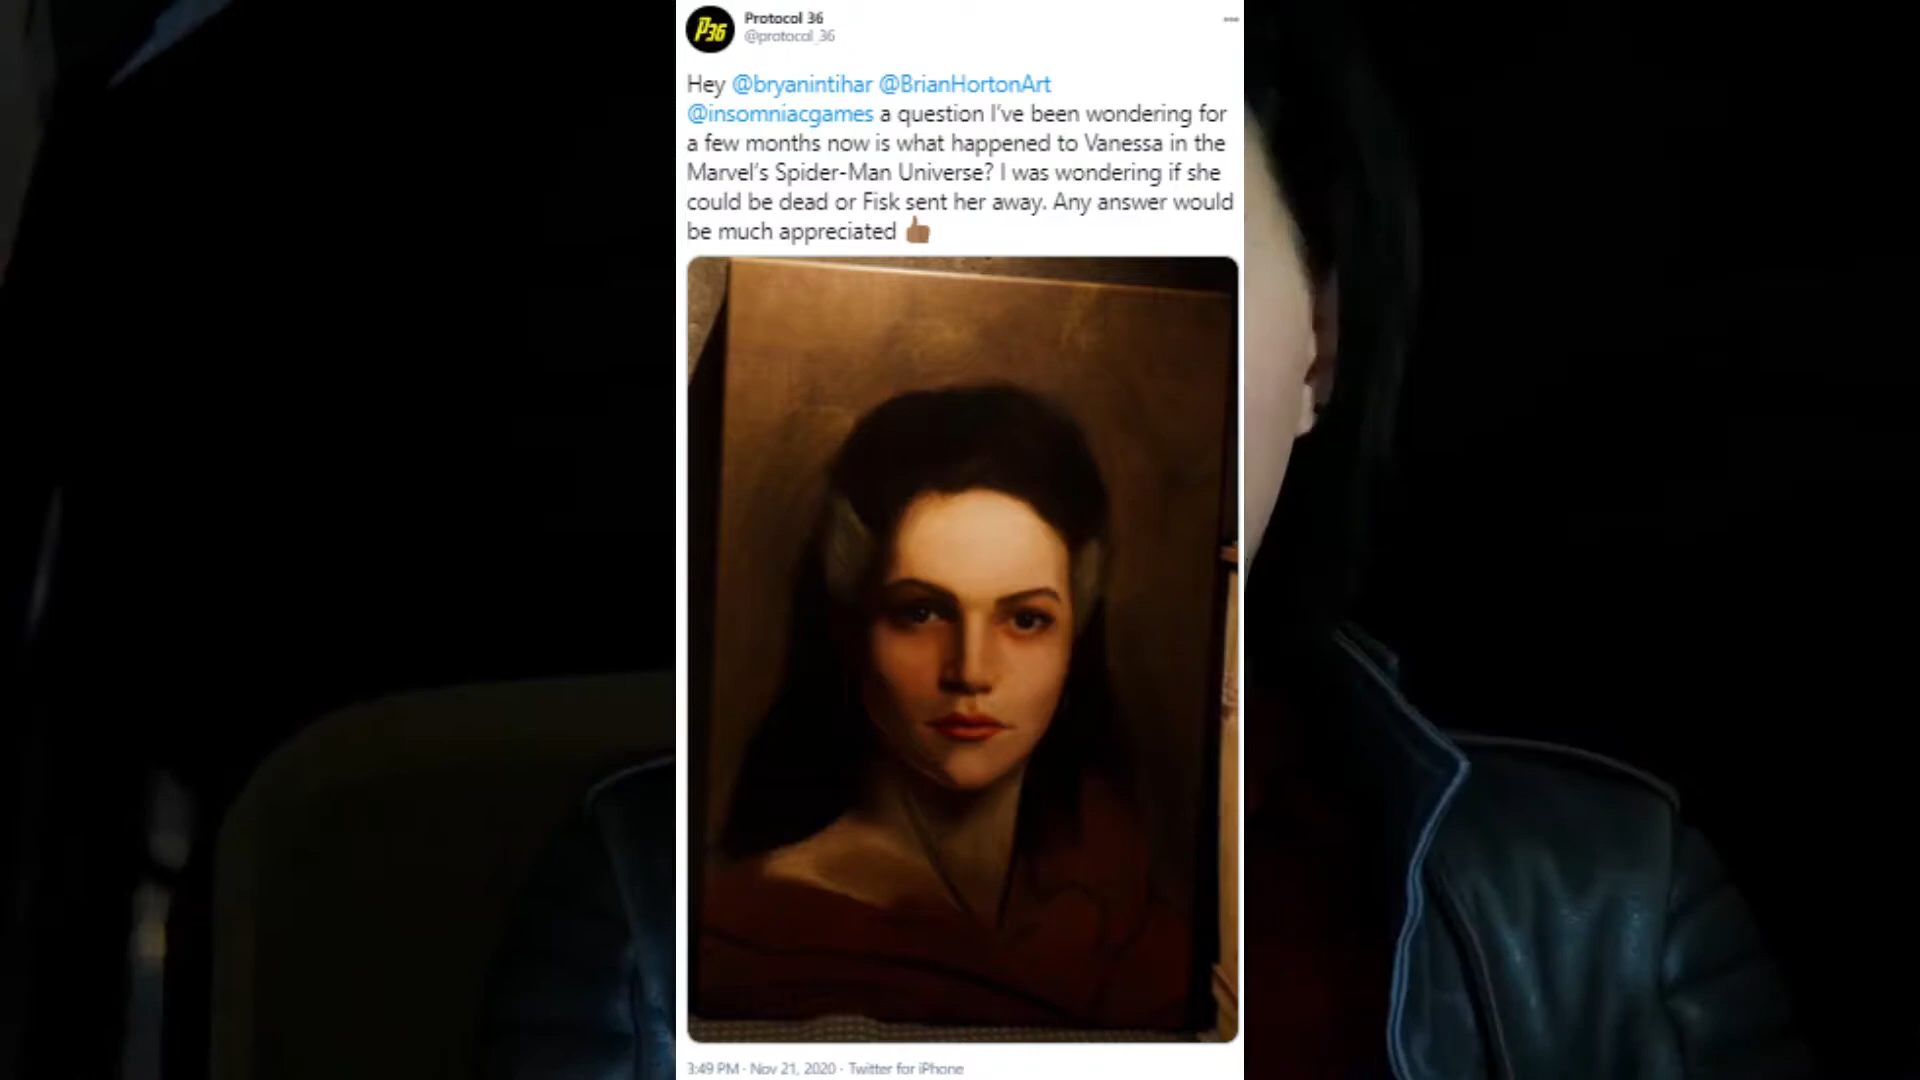 P36
Protocol 36
@protocol_36
Hey @bryanintihar @BrianHortonArt
@insomniacgames a question I've been wondering for
a few months now is what happened to Vanessa in the
Marvel's Spider-Man Universe? I was wondering if she
could be dead or Fisk sent her away. Any answer would
be much appreciated 👍🏾
3:49 PM · Nov 21, 2020 · Twitter for iPhone